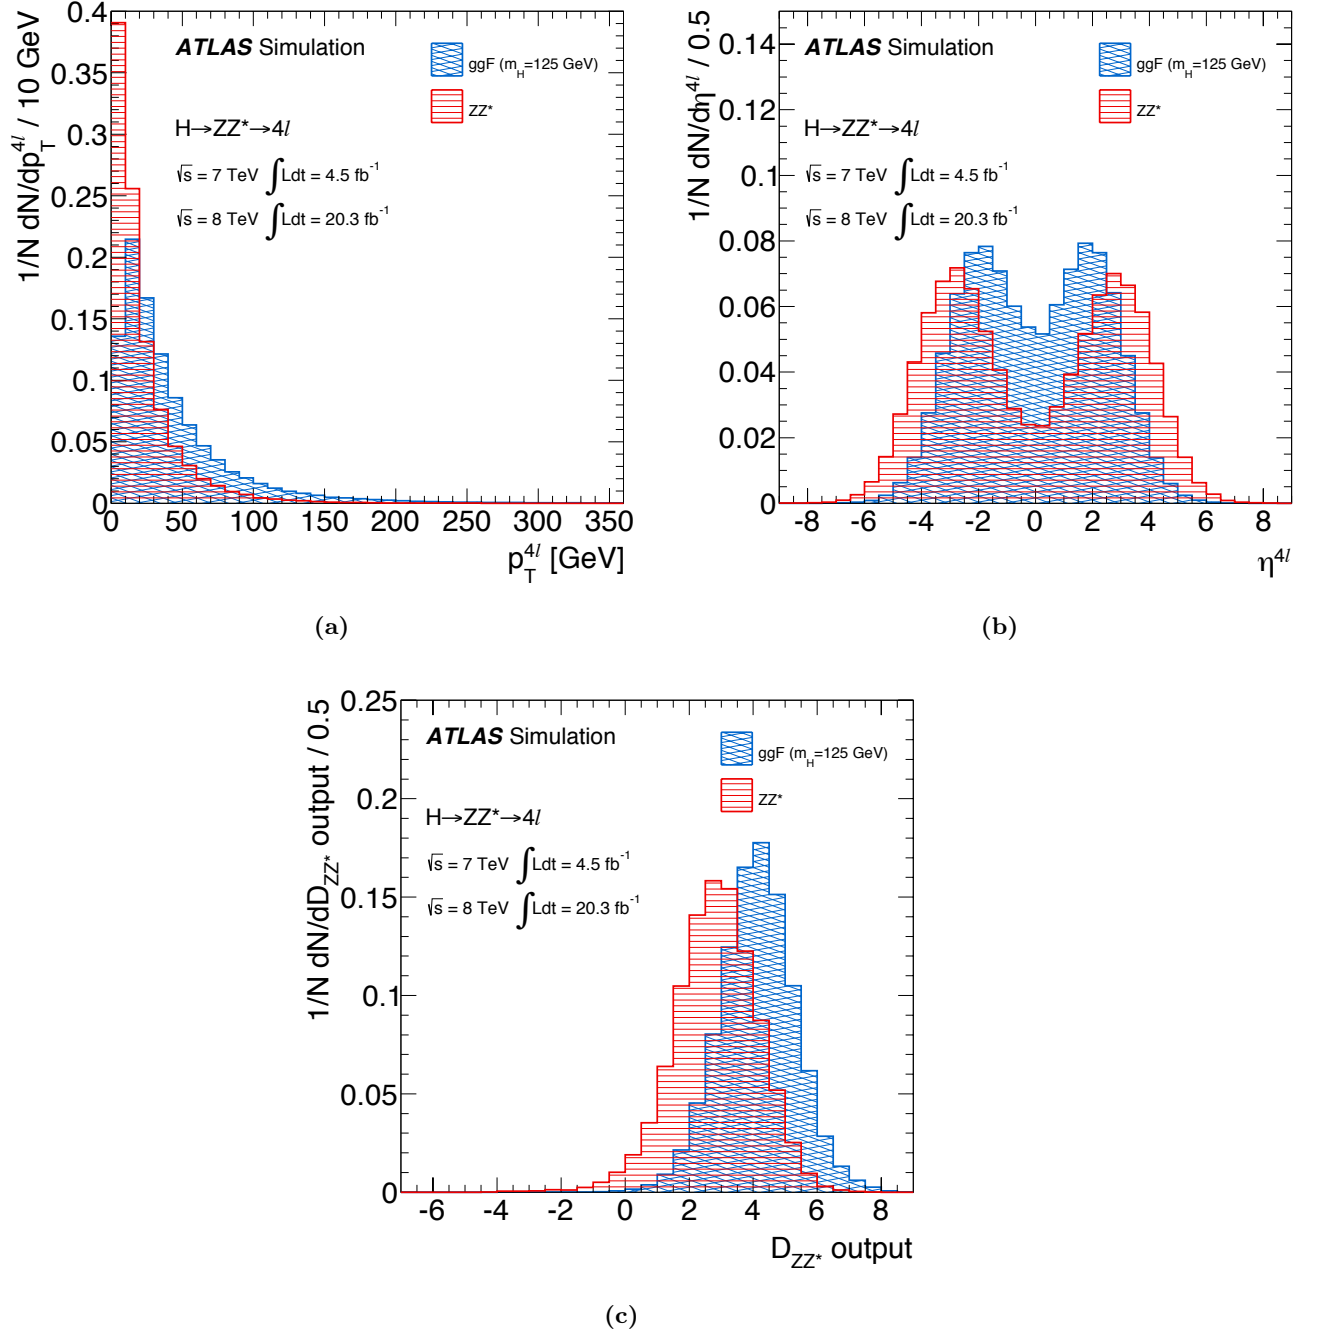 1/N dN/dp_T^{4l} / 10 GeV
0.4
0.35
0.3
0.25
0.2
0.15
0.1
0.05
0
ATLAS Simulation
ggF (m_H=125 GeV)
ZZ*
H→ZZ*→4l
√s = 7 TeV ∫Ldt = 4.5 fb⁻¹
√s = 8 TeV ∫Ldt = 20.3 fb⁻¹
0 50 100 150 200 250 300 350
p_T^{4l} [GeV]
(a)
1/N dN/dη^{4l} / 0.5
0.14
0.12
0.1
0.08
0.06
0.04
0.02
0
ATLAS Simulation
ggF (m_H=125 GeV)
ZZ*
H→ZZ*→4l
√s = 7 TeV ∫Ldt = 4.5 fb⁻¹
√s = 8 TeV ∫Ldt = 20.3 fb⁻¹
-8 -6 -4 -2 0 2 4 6 8
η^{4l}
(b)
1/N dN/dD_{ZZ*} output / 0.5
0.25
0.2
0.15
0.1
0.05
0
ATLAS Simulation
ggF (m_H=125 GeV)
ZZ*
H→ZZ*→4l
√s = 7 TeV ∫Ldt = 4.5 fb⁻¹
√s = 8 TeV ∫Ldt = 20.3 fb⁻¹
-6 -4 -2 0 2 4 6 8
D_{ZZ*} output
(c)